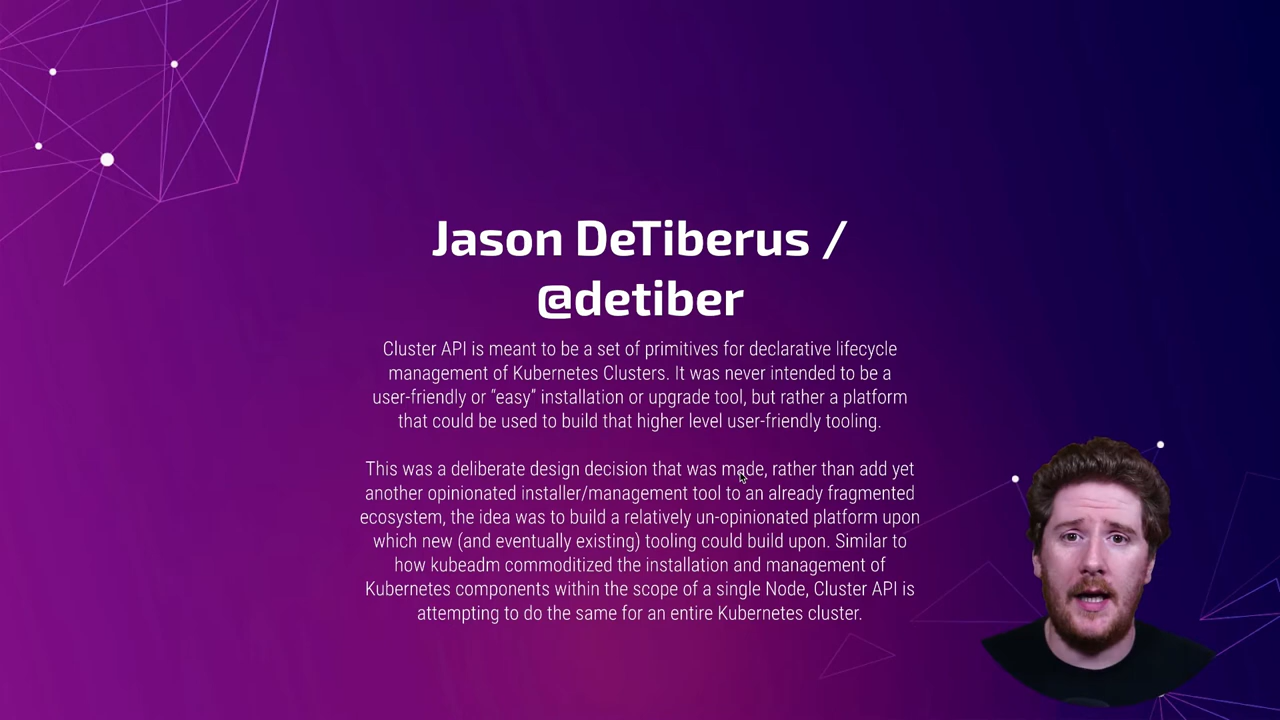 Jason DeTiberus /
@detiber
Cluster API is meant to be a set of primitives for declarative lifecycle
management of Kubernetes Clusters. It was never intended to be a
user-friendly or “easy” installation or upgrade tool, but rather a platform
that could be used to build that higher level user-friendly tooling.
This was a deliberate design decision that was made, rather than add yet
another opinionated installer/management tool to an already fragmented
ecosystem, the idea was to build a relatively un-opinionated platform upon
which new (and eventually existing) tooling could build upon. Similar to
how kubeadm commoditized the installation and management of
Kubernetes components within the scope of a single Node, Cluster API is
attempting to do the same for an entire Kubernetes cluster.